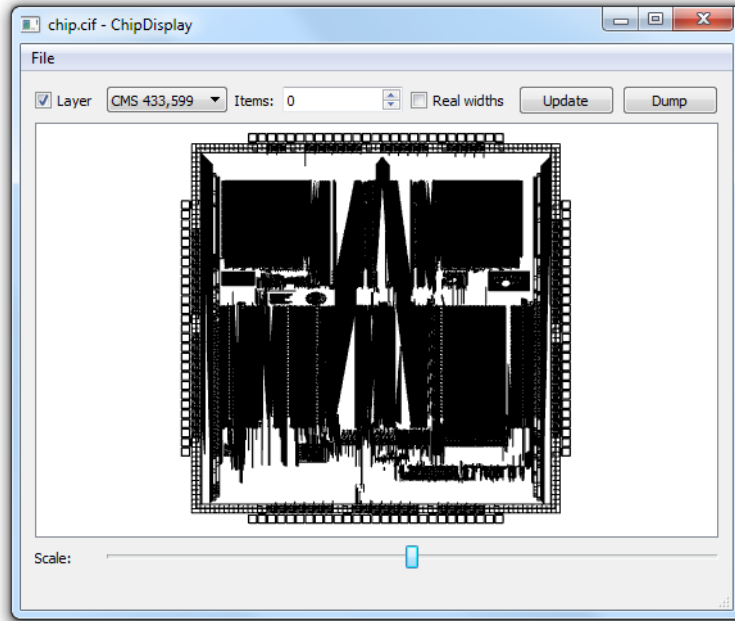 chip.cif - ChipDisplay
File
Layer CMS 433,599 Items: 0 Real widths Update Dump
Scale: